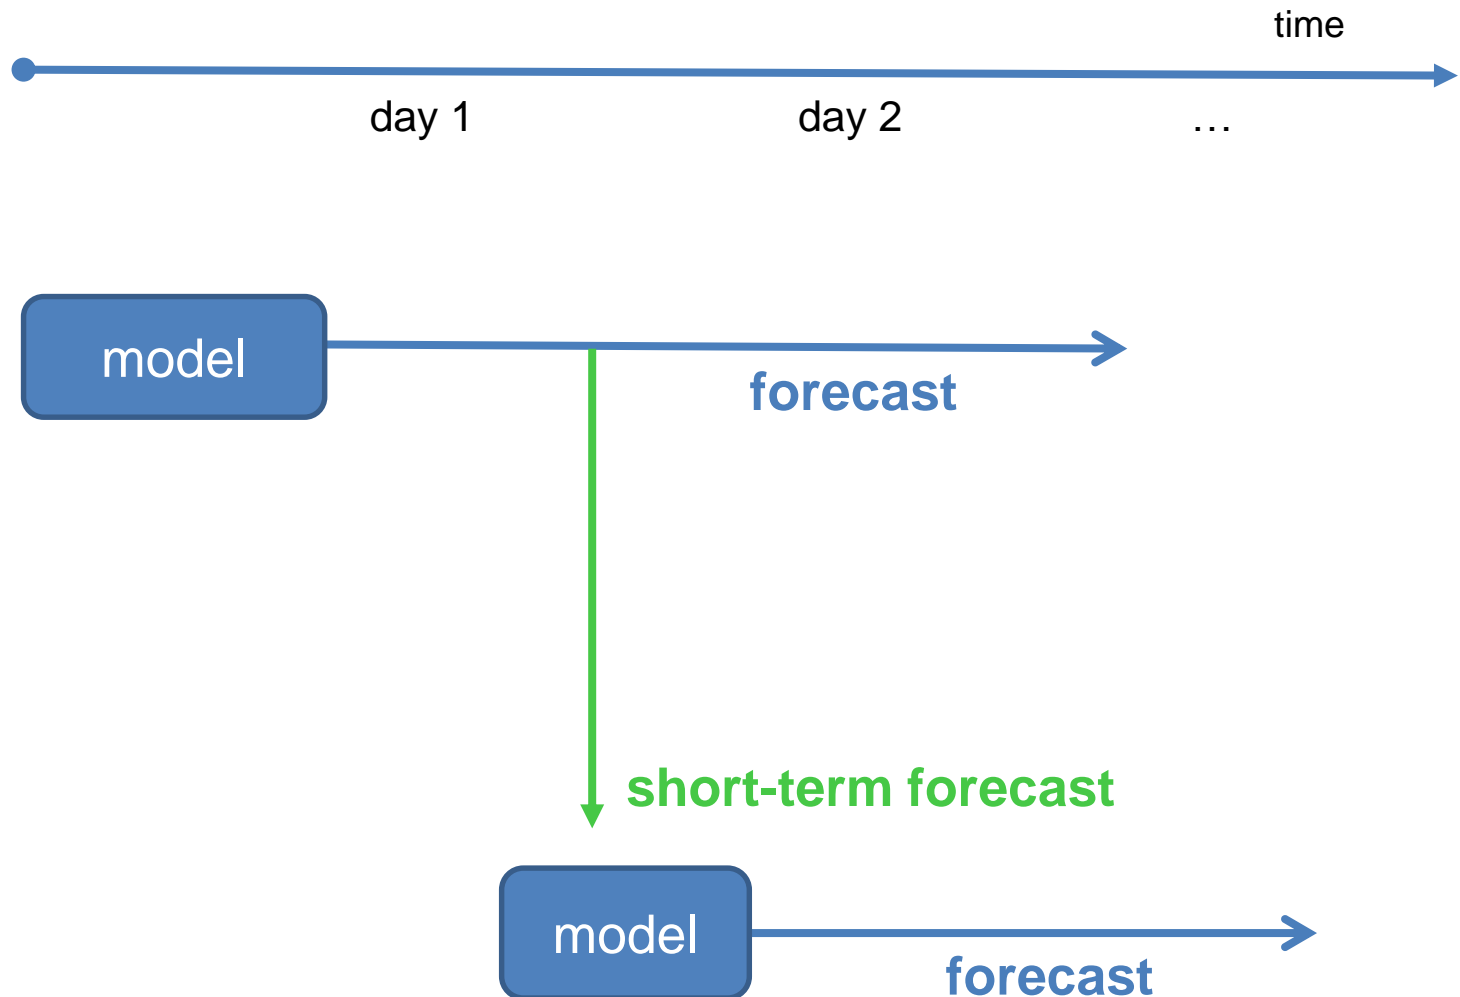 time
day 1
day 2
…
model
forecast
short-term forecast
model
forecast